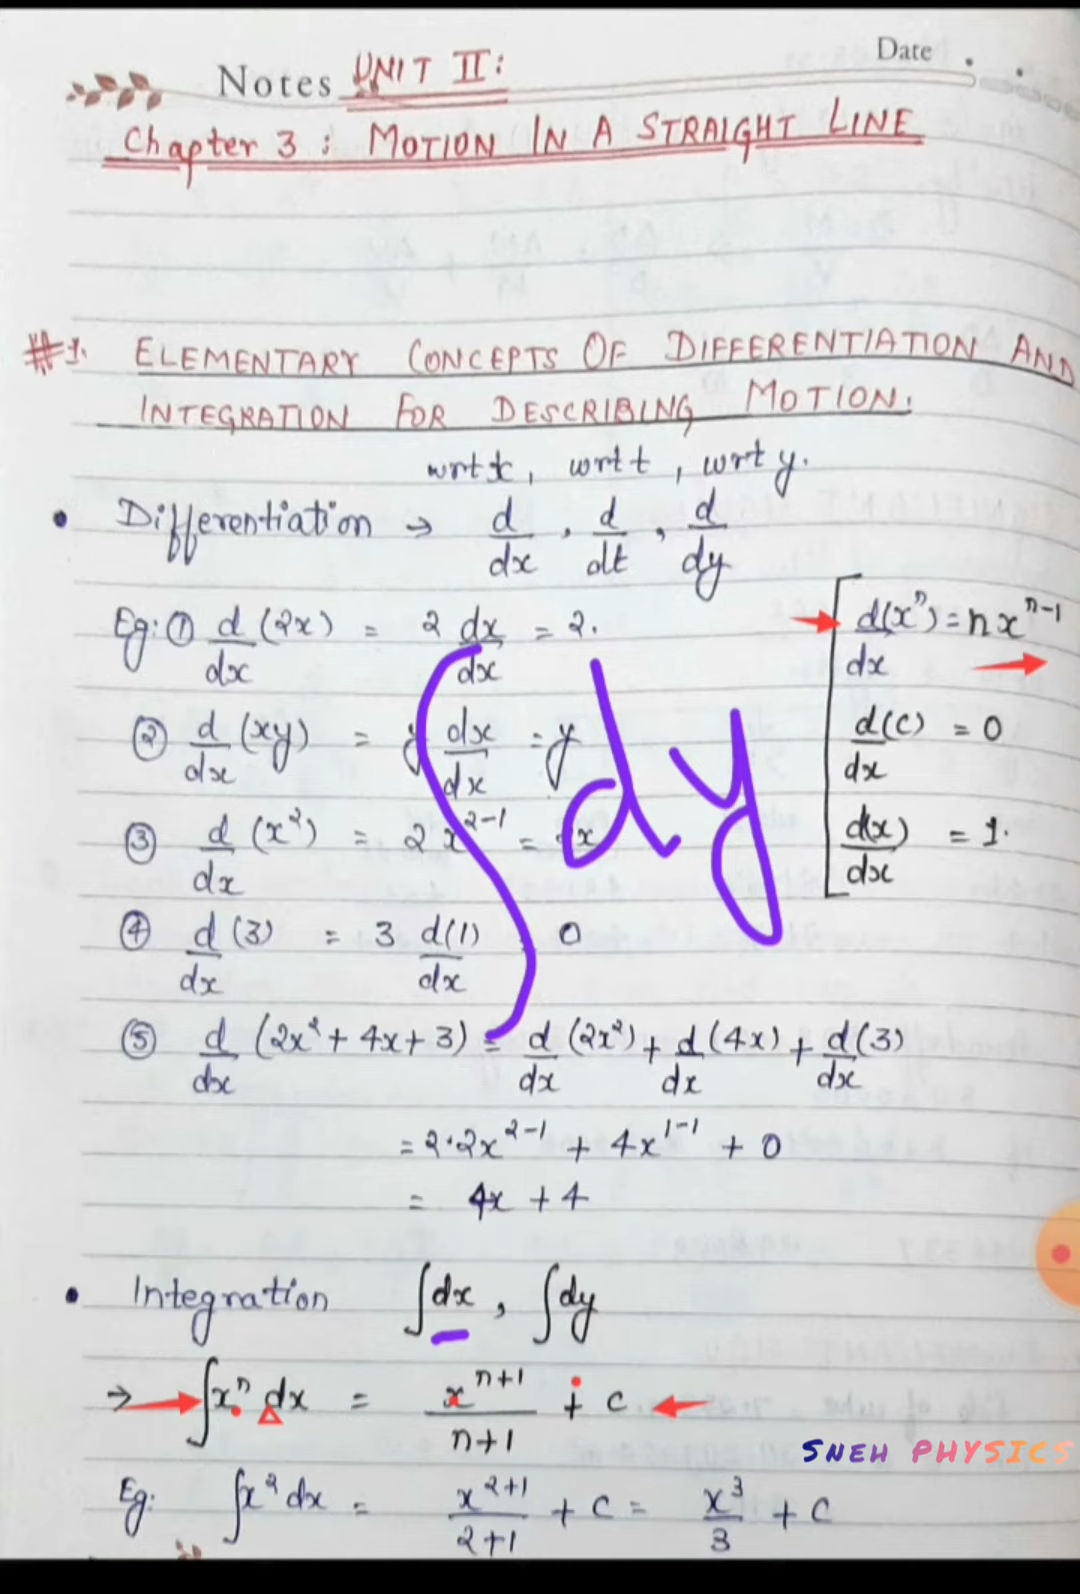 Notes UNIT II:
Date
Chapter 3 : MOTION IN A STRAIGHT LINE
#1. ELEMENTARY CONCEPTS OF DIFFERENTIATION AND
INTEGRATION FOR DESCRIBING MOTION.
wrt x, wrt t, wrt y.
• Differentiation → d/dx, d/dt, d/dy
Eg: ① d/dx (2x) = 2 dx/dx = 2.
② d/dx (xy) = y dx/dx = y
③ d/dx (x²) = 2x²⁻¹ = 2x
④ d/dx (3) = 3 d(1)/dx = 0
d(xⁿ)/dx = nxⁿ⁻¹
d(c)/dx = 0
d(x)/dx = 1.
∫dy
⑤ d/dx (2x² + 4x + 3) = d/dx (2x²) + d/dx (4x) + d/dx (3)
= 2·2x²⁻¹ + 4x¹⁻¹ + 0
= 4x + 4
• Integration ∫dx, ∫dy
→ ∫xⁿ dx = xⁿ⁺¹/n+1 + c
SNEH PHYSICS
Eg: ∫x² dx = x²⁺¹/2+1 + c = x³/3 + c